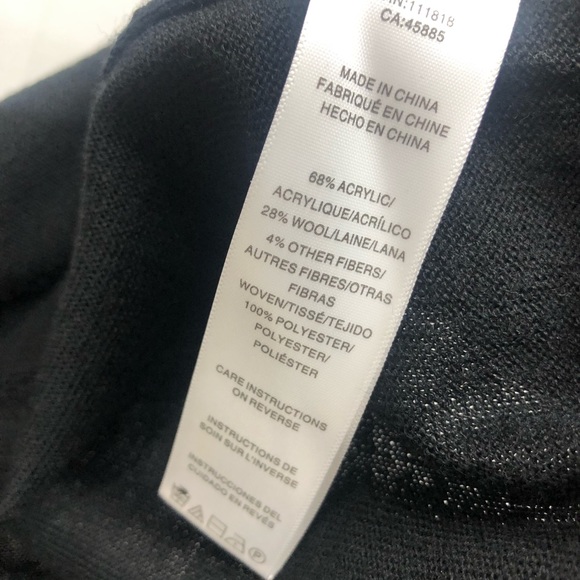 :111818
CA:45885
MADE IN CHINA
FABRIQUÉ EN CHINE
HECHO EN CHINA
68% ACRYLIC/
ACRYLIQUE/ACRÍLICO
28% WOOL/LAINE/LANA
4% OTHER FIBERS/
AUTRES FIBRES/OTRAS
FIBRAS
WOVEN/TISSÉ/TEJIDO
100% POLYESTER/
POLYESTER/
POLIÉSTER
CARE INSTRUCTIONS
ON REVERSE
INSTRUCTIONS DE
SOIN SUR L'INVERSE
INSTRUCCIONES DEL
CUIDADO EN REVÉS